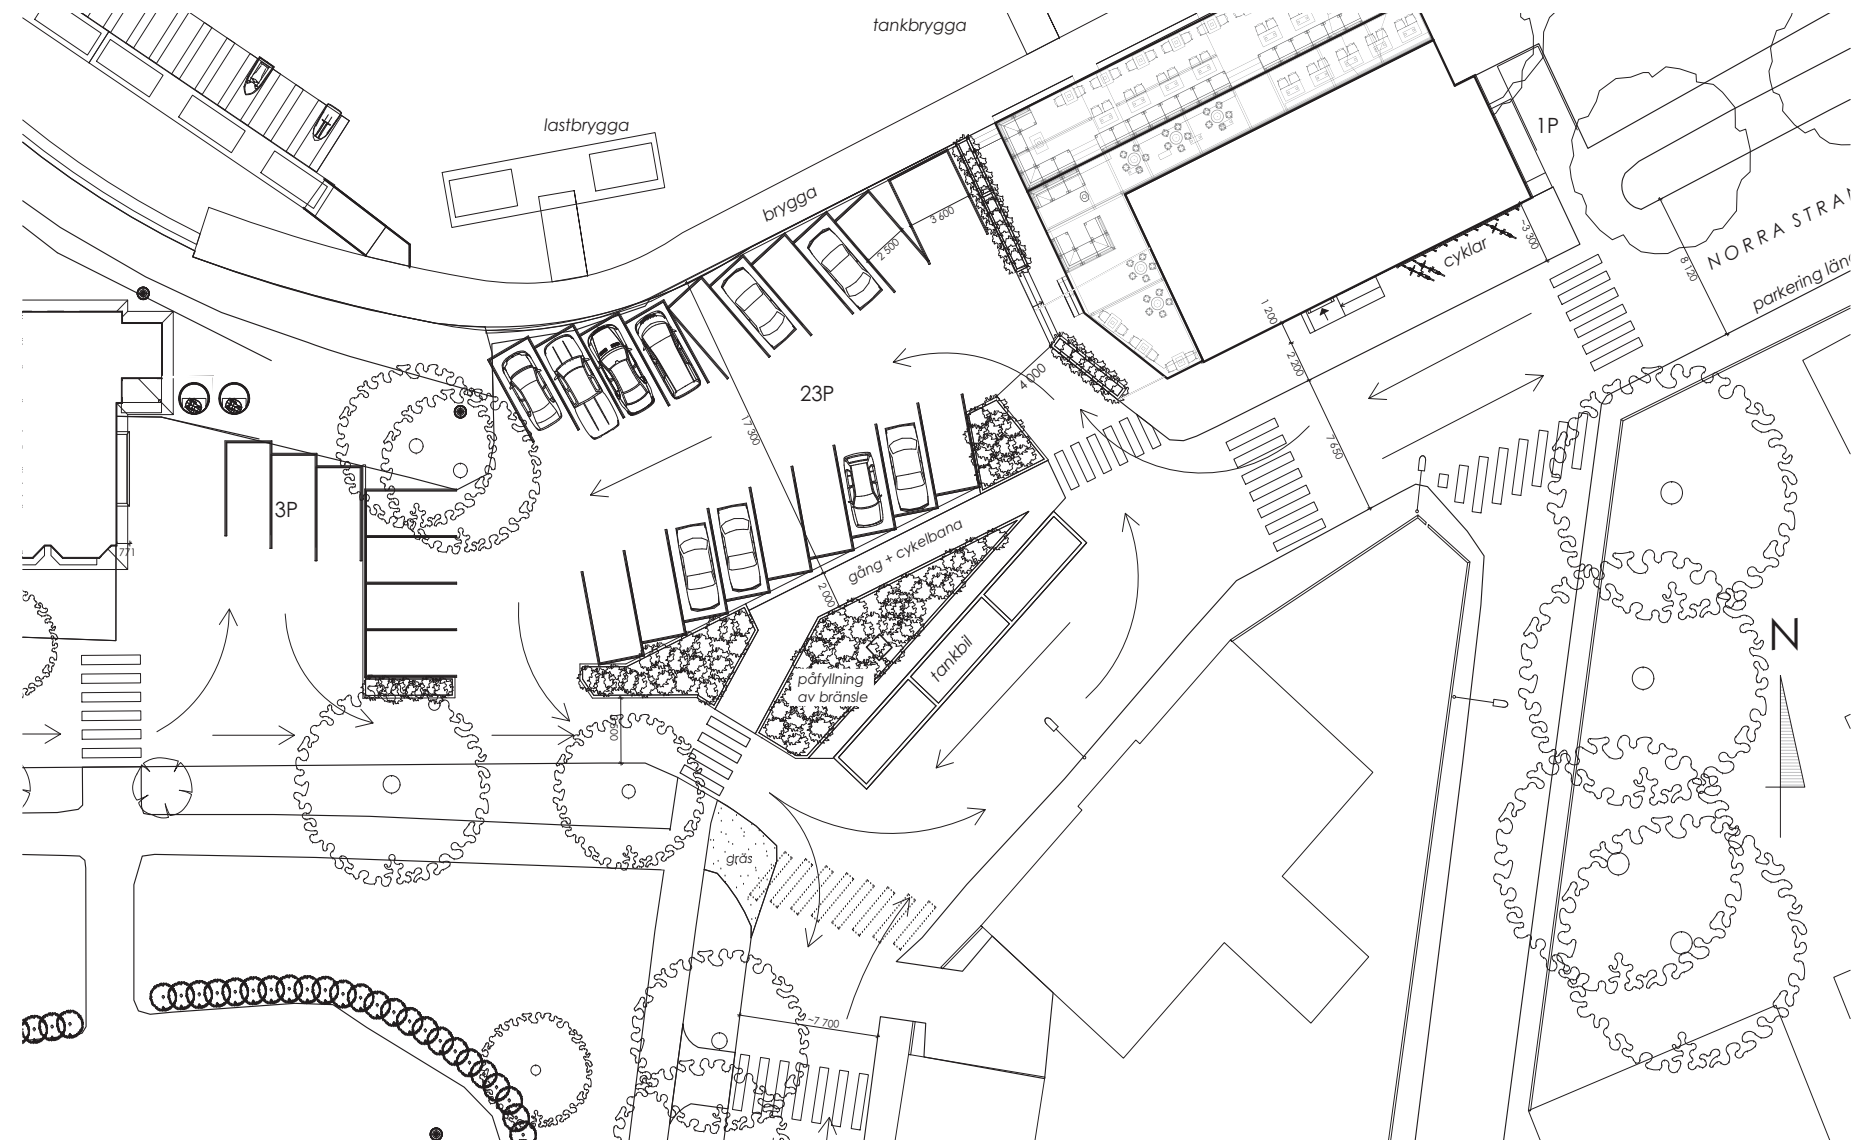 tankbrygga
lastbrygga
1P
brygga
3 600
2 500
NORRA STRAN
~3 300
cyklar
8 120
parkering läng
1 200
2 200
4 000
23P
17 300
7 650
3P
771
gång + cykelbana
2 000
N
tankbil
påfyllning
av bränsle
gräs
~7 700